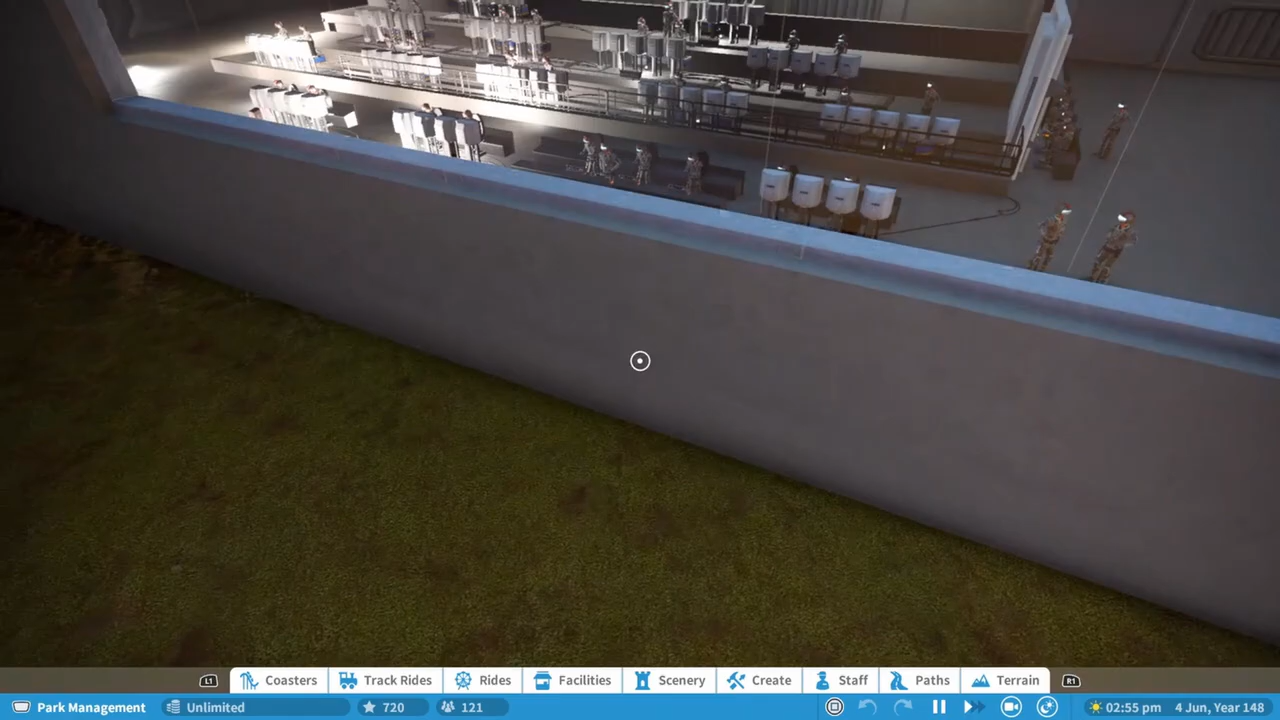 L1 Coasters Track Rides Rides Facilities Scenery Create Staff Paths Terrain R1
Park Management Unlimited 720 121 02:55 pm 4 Jun, Year 148